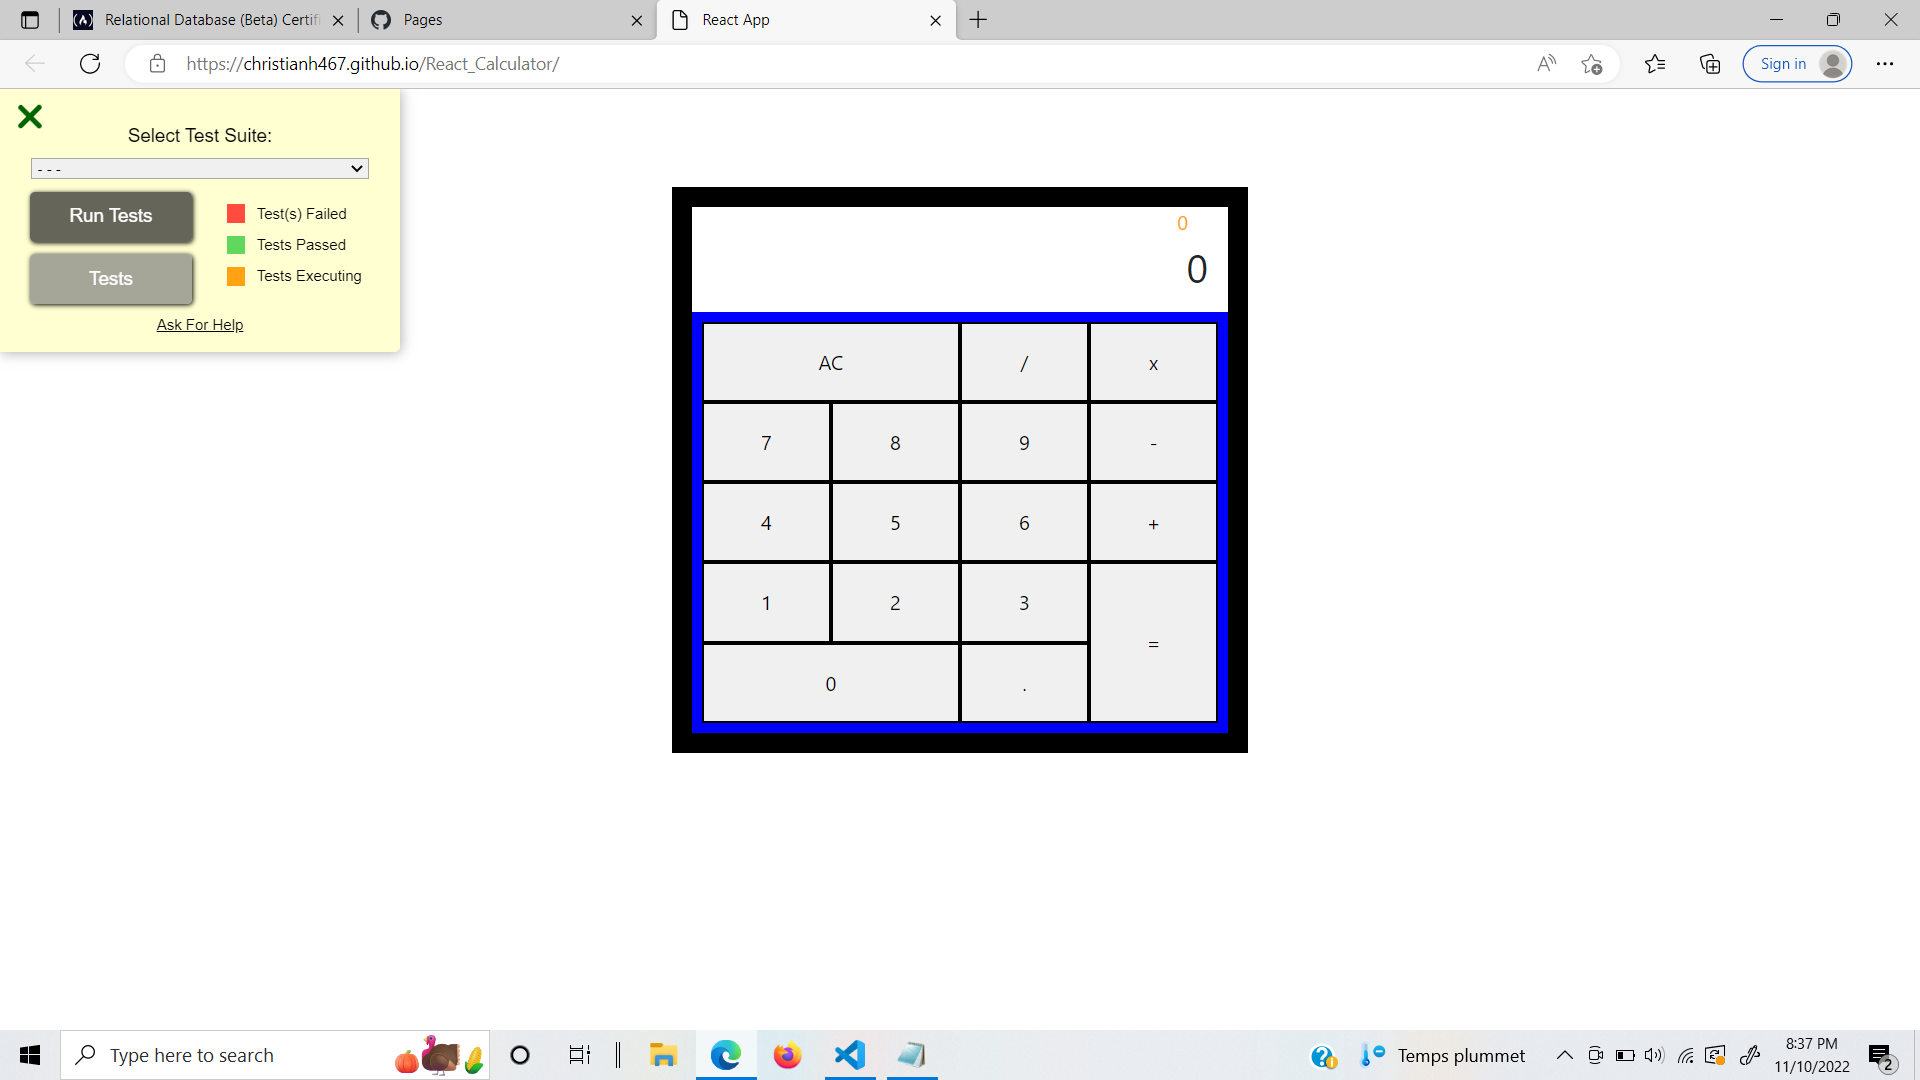 Relational Database (Beta) Certifi
Pages
React App
https://christianh467.github.io/React_Calculator/
Sign in
Select Test Suite:
- - -
Run Tests
Tests
Test(s) Failed
Tests Passed
Tests Executing
Ask For Help
0
0
AC
/
x
7
8
9
-
4
5
6
+
1
2
3
=
0
.
Type here to search
Temps plummet
8:37 PM
11/10/2022
2